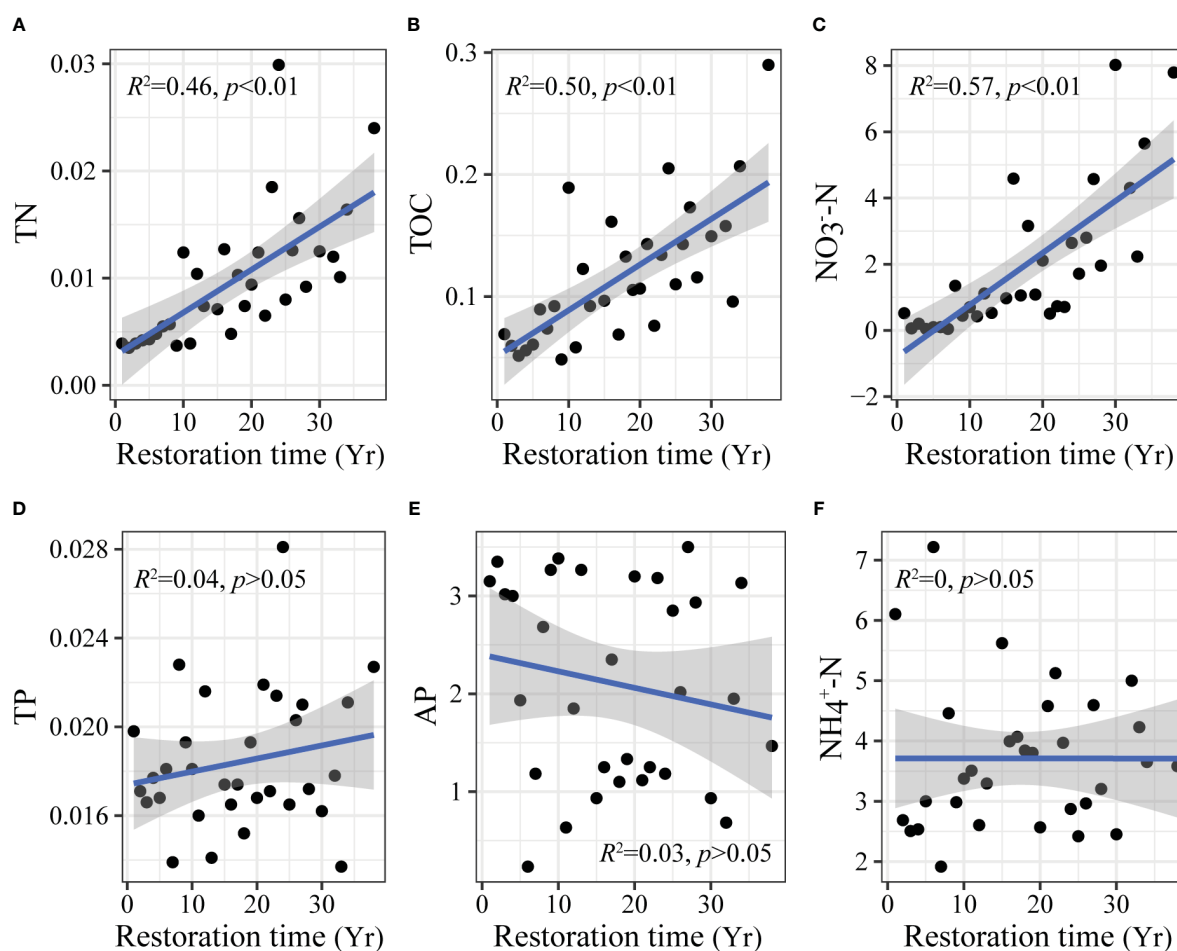 A
B
C
TN
0.03
0.02
0.01
0.00
R²=0.46, p<0.01
0
10
20
30
Restoration time (Yr)
TOC
0.3
0.2
0.1
R²=0.50, p<0.01
0
10
20
30
Restoration time (Yr)
NO₃⁻-N
8
6
4
2
0
−2
R²=0.57, p<0.01
0
10
20
30
Restoration time (Yr)
D
E
F
TP
0.028
0.024
0.020
0.016
R²=0.04, p>0.05
0
10
20
30
Restoration time (Yr)
AP
3
2
1
R²=0.03, p>0.05
0
10
20
30
Restoration time (Yr)
NH4⁺-N
7
6
5
4
3
2
R²=0, p>0.05
0
10
20
30
Restoration time (Yr)